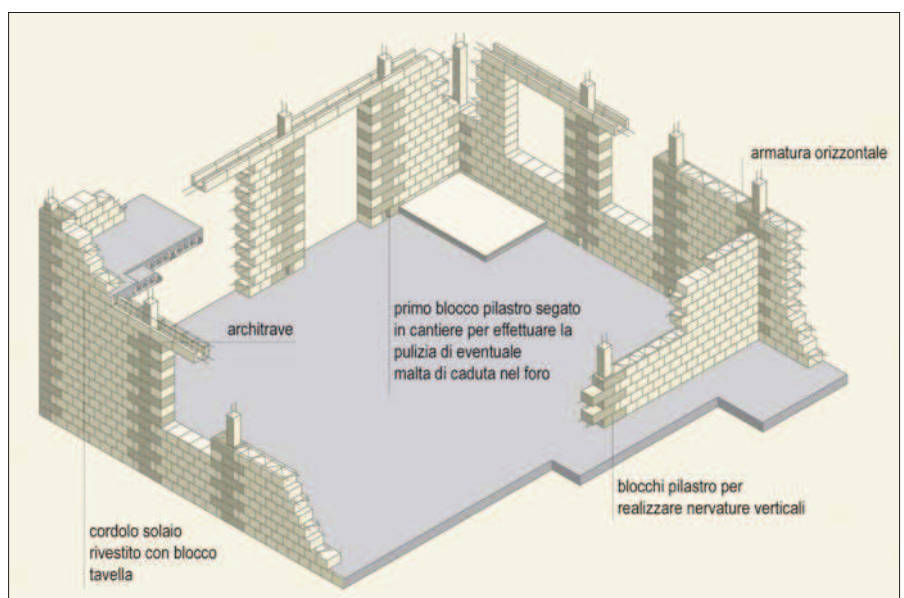 armatura orizzontale
primo blocco pilastro segato
in cantiere per effettuare la
pulizia di eventuale
malta di caduta nel foro
architrave
blocchi pilastro per
realizzare nervature verticali
cordolo solaio
rivestito con blocco
tavella